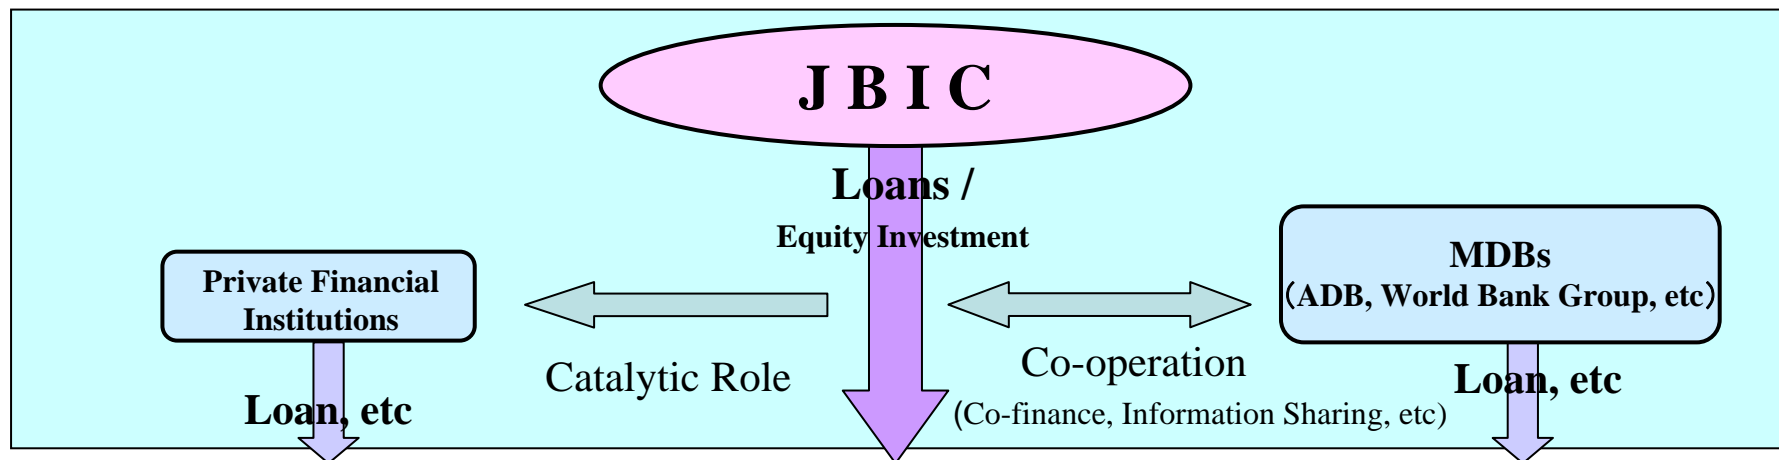 J B I C
Loans /
Equity Investment
Private Financial
Institutions
MDBs
(ADB, World Bank Group, etc)
Catalytic Role
Co-operation
(Co-finance, Information Sharing, etc)
Loan, etc
Loan, etc